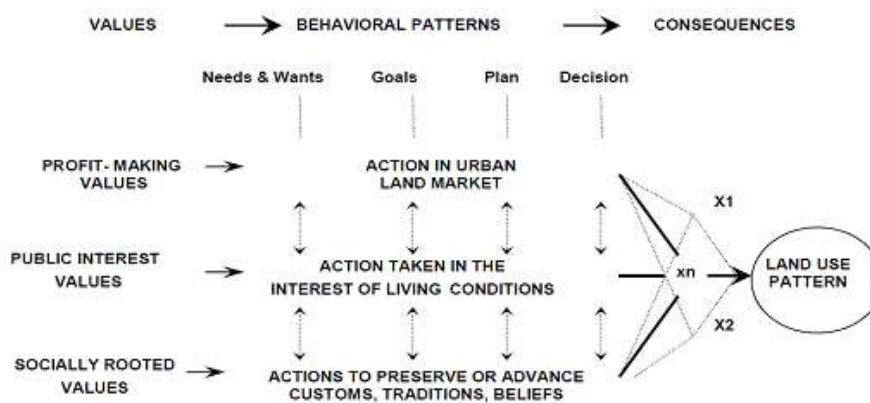 VALUES
BEHAVIORAL PATTERNS
CONSEQUENCES
Needs & Wants
Goals
Plan
Decision
PROFIT- MAKING
VALUES
ACTION IN URBAN
LAND MARKET
X1
PUBLIC INTEREST
VALUES
ACTION TAKEN IN THE
INTEREST OF LIVING CONDITIONS
xn
LAND USE
PATTERN
X2
SOCIALLY ROOTED
VALUES
ACTIONS TO PRESERVE OR ADVANCE
CUSTOMS, TRADITIONS, BELIEFS